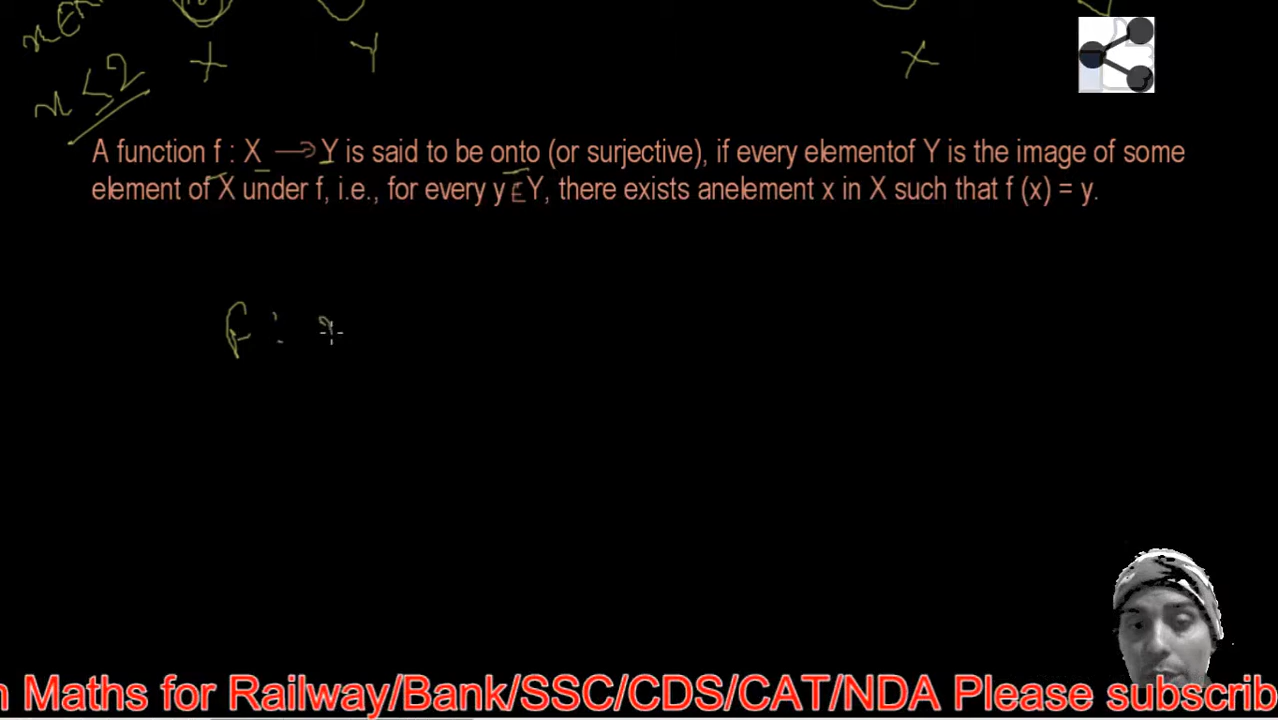 x y x
x ≤ 2
A function f : X → Y is said to be onto (or surjective), if every elementof Y is the image of some
element of X under f, i.e., for every y E Y, there exists anelement x in X such that f (x) = y.
f : x
n Maths for Railway/Bank/SSC/CDS/CAT/NDA Please subscrib